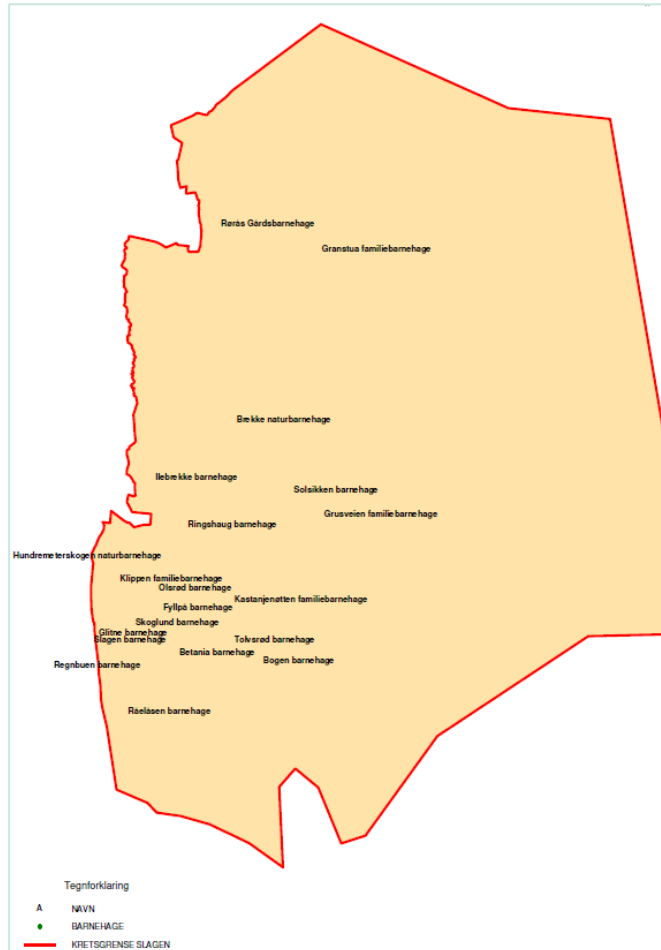 Rørås Gårdsbarnehage
Granstua familiebarnehage
Brekke naturbarnehage
Ilebrekke barnehage
Solsikken barnehage
Grusveien familiebarnehage
Ringshaug barnehage
Hundremeterskogen naturbarnehage
Klippen familiebarnehage
Olsrød barnehage
Kastanjenøtten familiebarnehage
Fyllpå barnehage
Skoglund barnehage
Glitne barnehage
Slagen barnehage
Tolvsrød barnehage
Betania barnehage
Bogen barnehage
Regnbuen barnehage
Råelåsen barnehage
Tegnforklaring
A NAVN
BARNEHAGE
KRETSGRENSE SLAGEN